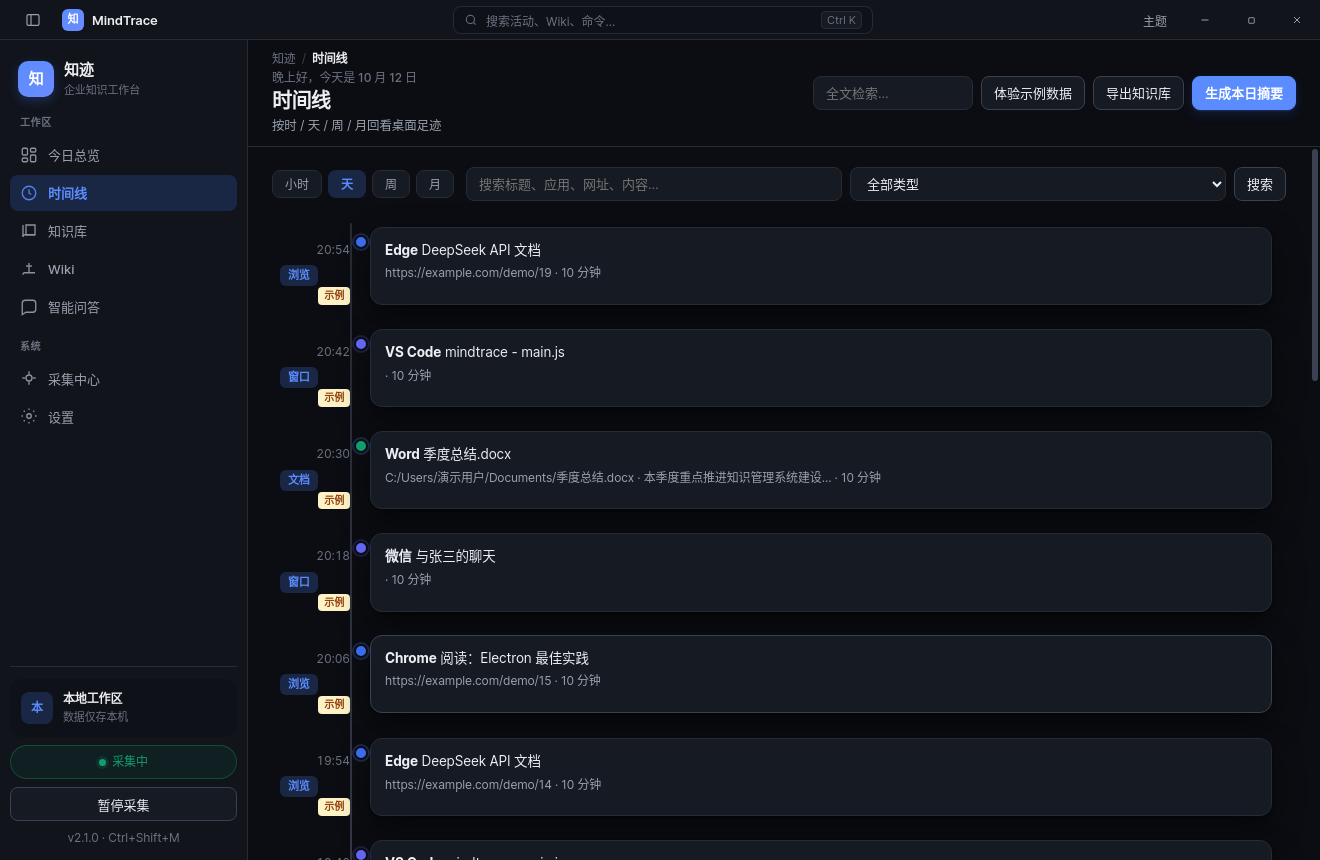 知 MindTrace
搜索活动、Wiki、命令... Ctrl K
主题
知 知迹
企业知识工作台
工作区
今日总览
时间线
知识库
Wiki
智能问答
系统
采集中心
设置
本 本地工作区
数据仅存本机
采集中
暂停采集
v2.1.0 · Ctrl+Shift+M
知迹 / 时间线
晚上好，今天是 10 月 12 日
时间线
按时 / 天 / 周 / 月回看桌面足迹
全文检索... 体验示例数据 导出知识库 生成本日摘要
小时 天 周 月 搜索标题、应用、网址、内容... 全部类型 搜索
20:54 浏览 示例
Edge DeepSeek API 文档
https://example.com/demo/19 · 10 分钟
20:42 窗口 示例
VS Code mindtrace - main.js
· 10 分钟
20:30 文档 示例
Word 季度总结.docx
C:/Users/演示用户/Documents/季度总结.docx · 本季度重点推进知识管理系统建设... · 10 分钟
20:18 窗口 示例
微信 与张三的聊天
· 10 分钟
20:06 浏览 示例
Chrome 阅读：Electron 最佳实践
https://example.com/demo/15 · 10 分钟
19:54 浏览 示例
Edge DeepSeek API 文档
https://example.com/demo/14 · 10 分钟